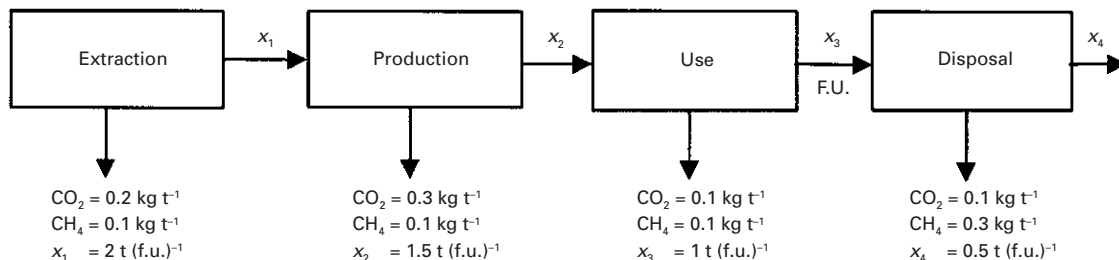 Extraction
x₁
Production
x₂
Use
x₃
F.U.
Disposal
x₄
CO₂ = 0.2 kg t⁻¹
CH₄ = 0.1 kg t⁻¹
x₁ = 2 t (f.u.)⁻¹
CO₂ = 0.3 kg t⁻¹
CH₄ = 0.1 kg t⁻¹
x₂ = 1.5 t (f.u.)⁻¹
CO₂ = 0.1 kg t⁻¹
CH₄ = 0.1 kg t⁻¹
x₃ = 1 t (f.u.)⁻¹
CO₂ = 0.1 kg t⁻¹
CH₄ = 0.3 kg t⁻¹
x₄ = 0.5 t (f.u.)⁻¹